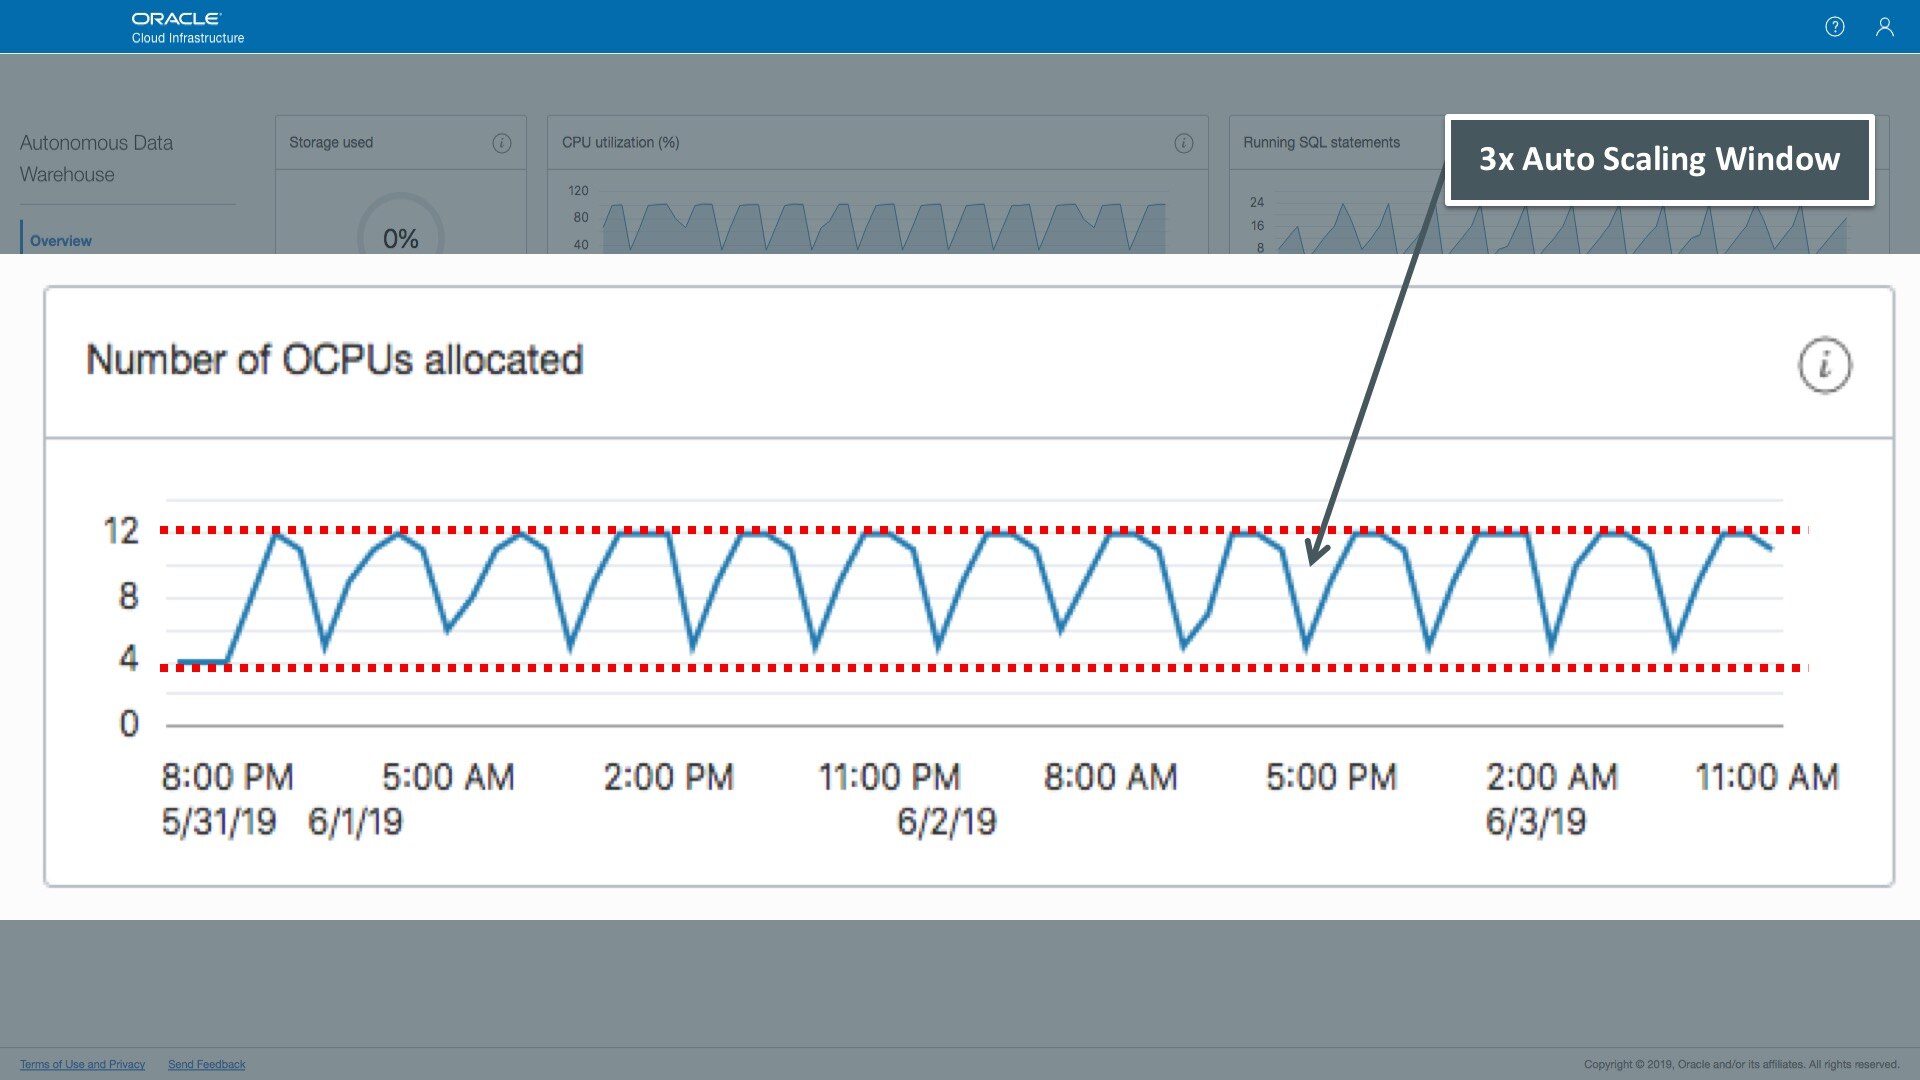 ORACLE
Cloud Infrastructure
Autonomous Data
Warehouse
Overview
Storage used
0%
CPU utilization (%)
120
80
40
Running SQL statements
24
16
8
3x Auto Scaling Window
Number of OCPUs allocated
12
8
4
0
8:00 PM 5:00 AM 2:00 PM 11:00 PM 8:00 AM 5:00 PM 2:00 AM 11:00 AM
5/31/19 6/1/19 6/2/19 6/3/19
Terms of Use and Privacy Send Feedback
Copyright © 2019, Oracle and/or its affiliates. All rights reserved.